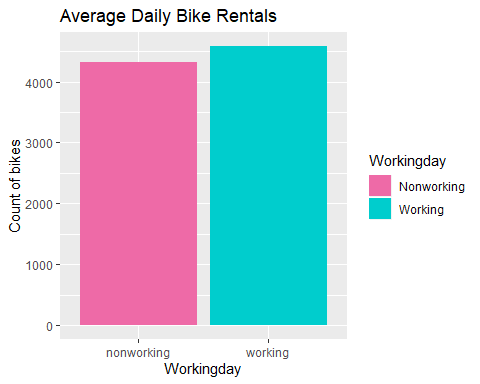 Average Daily Bike Rentals
Count of bikes
4000
3000
2000
1000
0
nonworking
working
Workingday
Workingday
Nonworking
Working